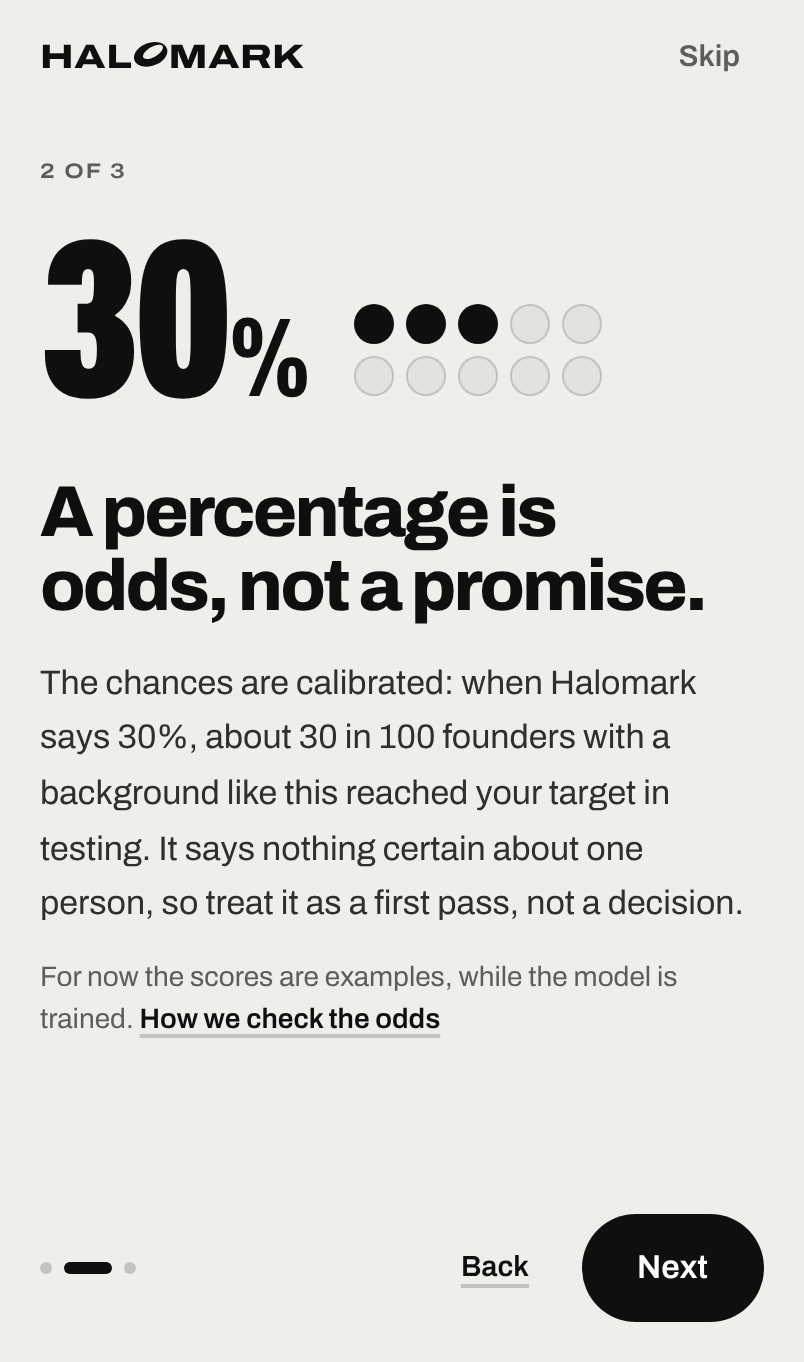 HALOMARK
Skip
2 OF 3
30%
A percentage is
odds, not a promise.
The chances are calibrated: when Halomark
says 30%, about 30 in 100 founders with a
background like this reached your target in
testing. It says nothing certain about one
person, so treat it as a first pass, not a decision.
For now the scores are examples, while the model is
trained. How we check the odds
Back
Next